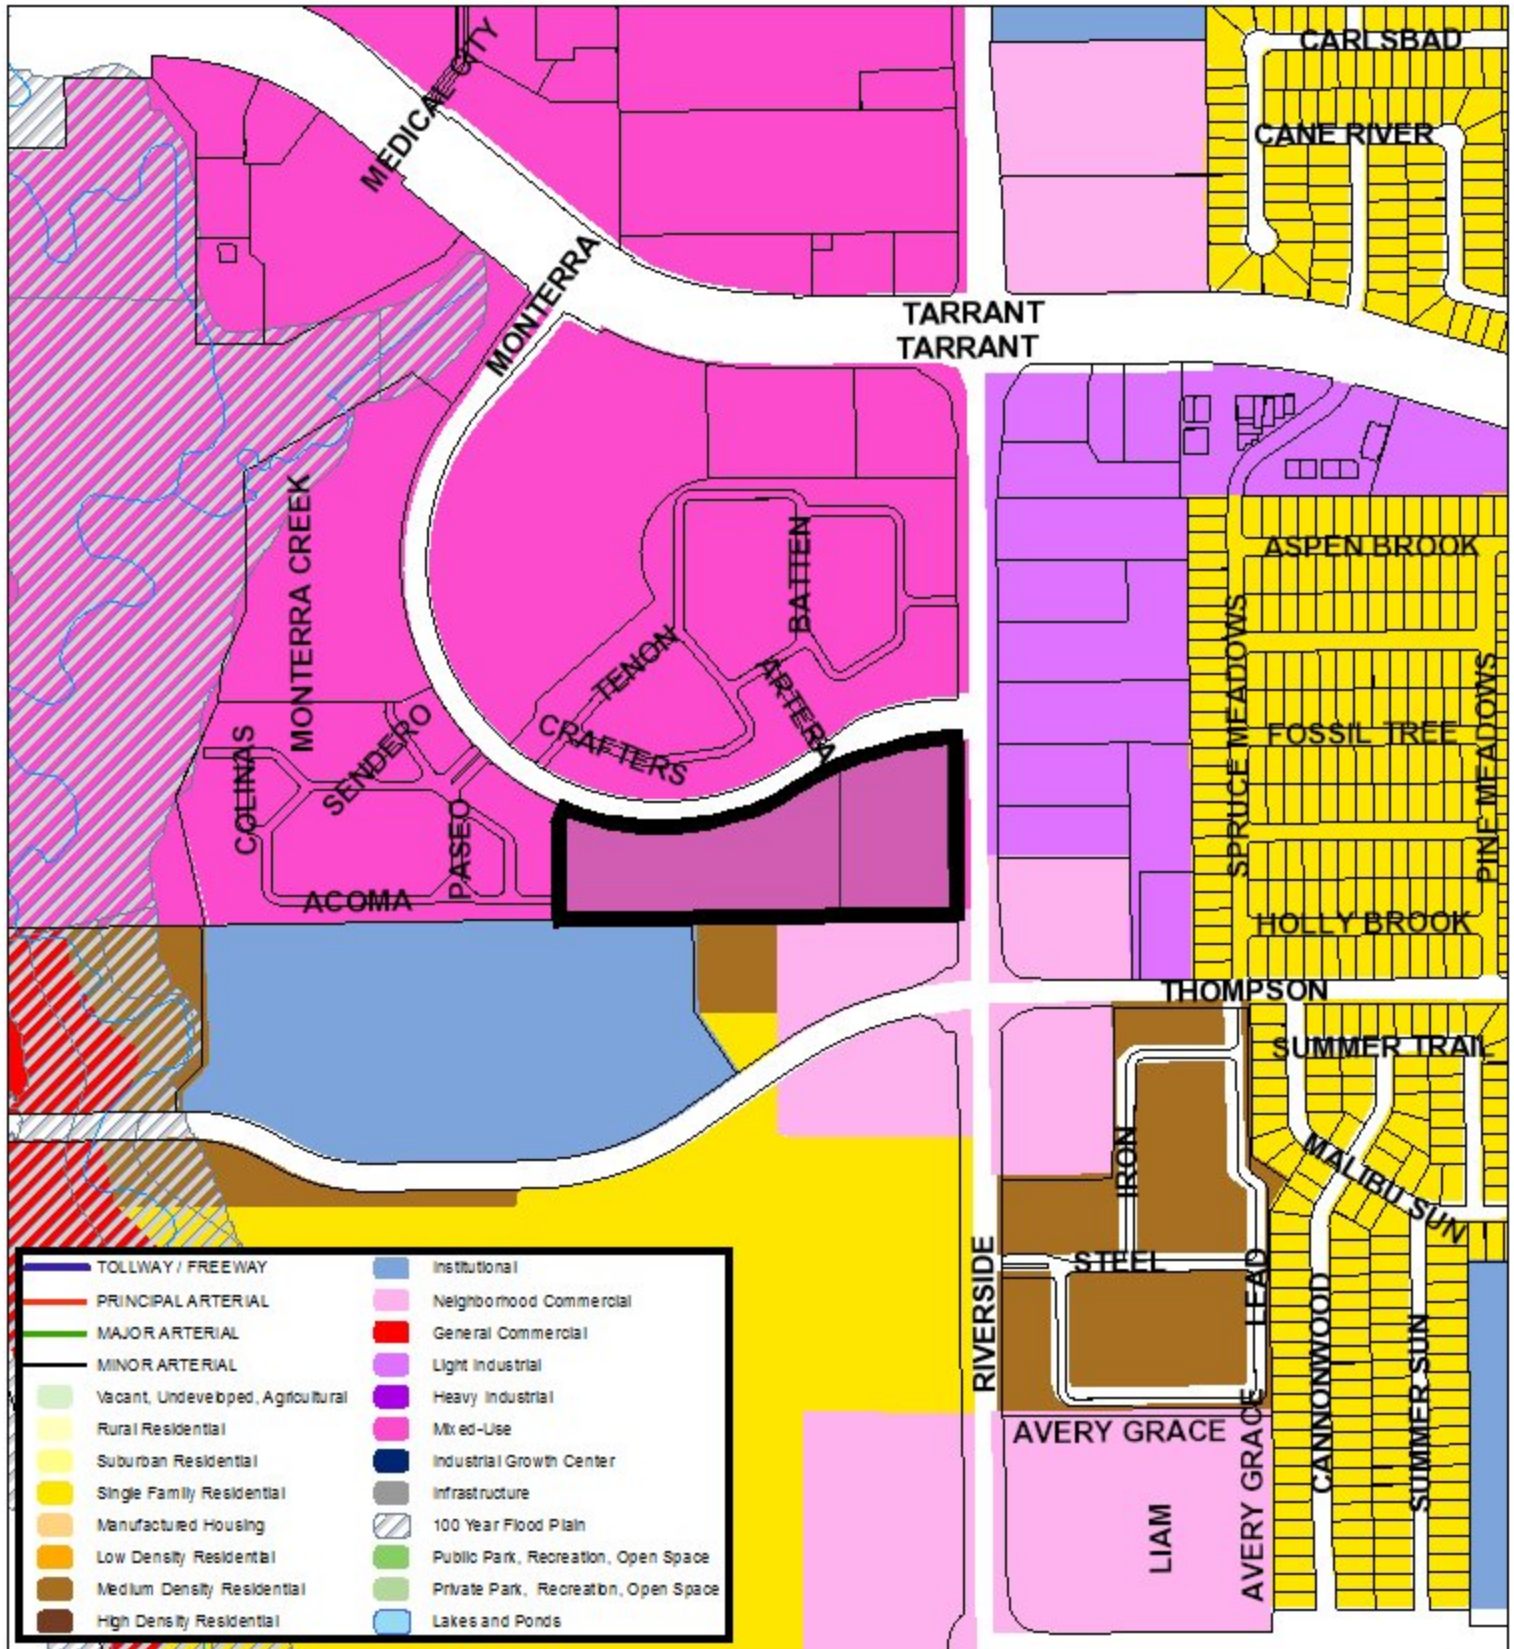 CARLSBAD
MEDICAL CITY
CANE RIVER
MONTERRA
TARRANT
TARRANT
MONTERRA CREEK
BATTEN
ASPEN BROOK
TENON
ARTERA
SPRUCE MEADOWS
PINE MEADOWS
SENDERO
CRAFTERS
FOSSIL TREE
COLINAS
PASEO
ACOMA
HOLLY BROOK
THOMPSON
SUMMER TRAIL
IRON
MALIBU SUN
RIVERSIDE
STEEL
LEAD
CANNONWOOD
SUMMER SUN
AVERY GRACE
AVERY GRACE
LIAM
TOLLWAY / FREEWAY
PRINCIPAL ARTERIAL
MAJOR ARTERIAL
MINOR ARTERIAL
Vacant, Undeveloped, Agricultural
Rural Residential
Suburban Residential
Single Family Residential
Manufactured Housing
Low Density Residential
Medium Density Residential
High Density Residential
Institutional
Neighborhood Commercial
General Commercial
Light Industrial
Heavy Industrial
Mixed-Use
Industrial Growth Center
Infrastructure
100 Year Flood Plain
Public Park, Recreation, Open Space
Private Park, Recreation, Open Space
Lakes and Ponds